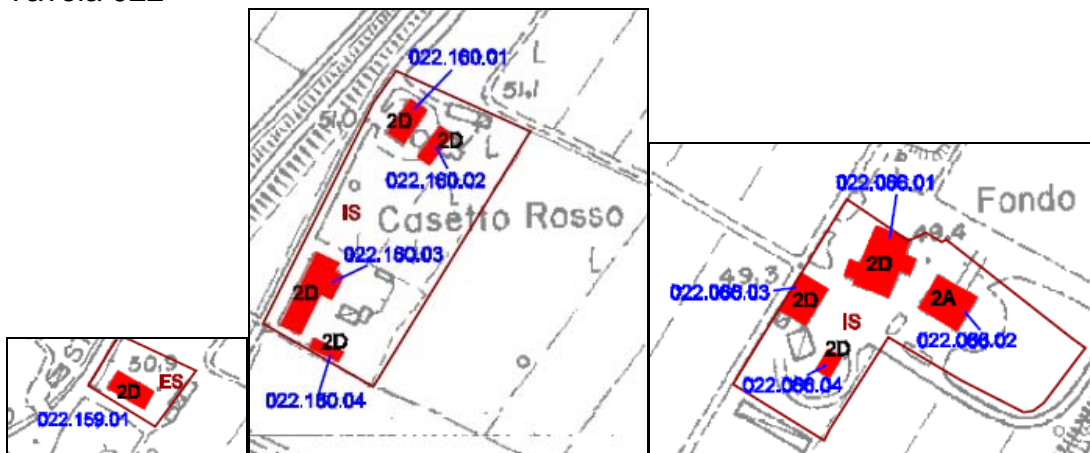 Tavola 022
50,9
2D
ES
022.159.01
022.160.01
L
51,1
51,0
2D
2D
L
022.160.02
IS
Casetto Rosso
022.160.03
L
2D
2D
022.160.04
022.066.01
Fondo
49,4
49,3
2D
022.066.03
2D
2A
IS
022.066.02
2D
022.066.04